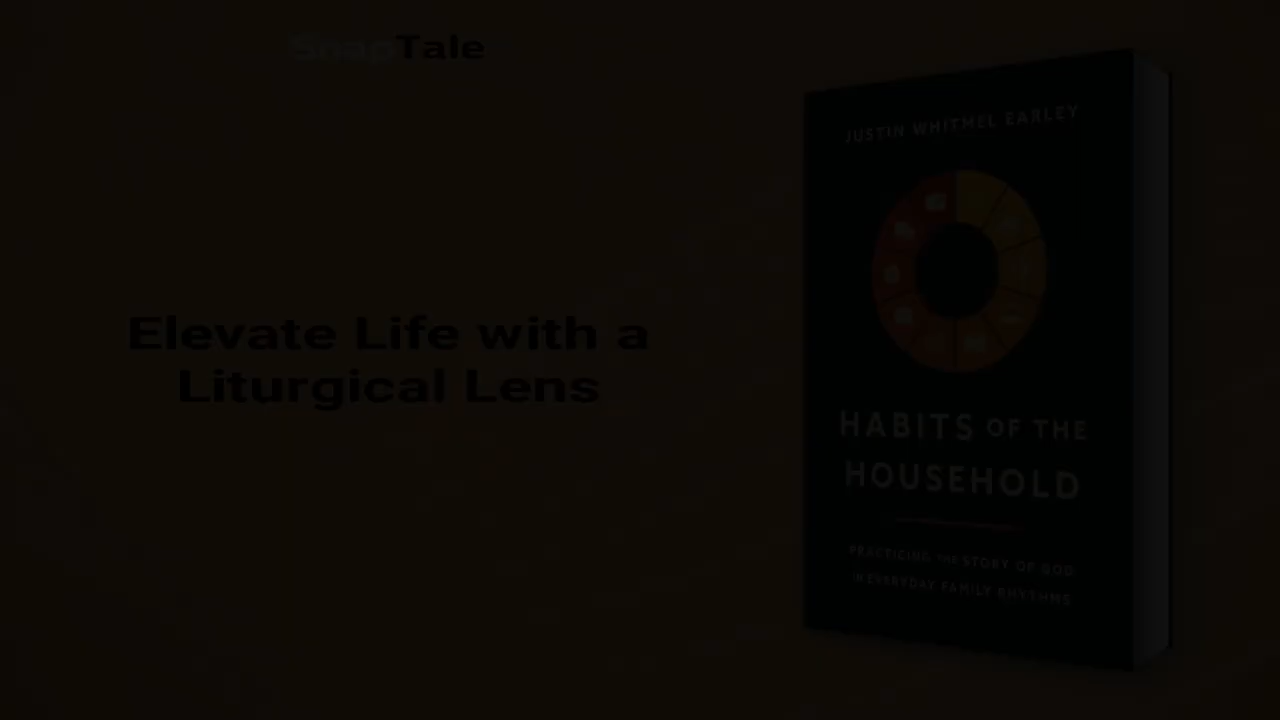 SnapTale
Elevate Life with a
Liturgical Lens
JUSTIN WHITMEL EARLEY
HABITS OF THE
HOUSEHOLD
PRACTICING THE STORY OF GOD
IN EVERYDAY FAMILY RHYTHMS